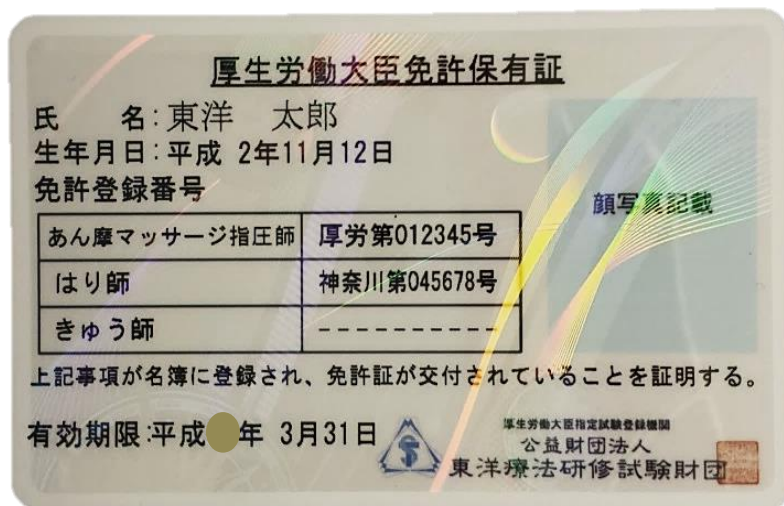 厚生労働大臣免許保有証
氏　　名:東洋　太郎
生年月日:平成 2年11月12日
免許登録番号
あん摩マッサージ指圧師 厚労第012345号
はり師 神奈川第045678号
きゅう師 ----------
顔写真記載
上記事項が名簿に登録され、免許証が交付されていることを証明する。
有効期限:平成 年 3月31日
厚生労働大臣指定試験登録機関
公益財団法人
東洋療法研修試験財団